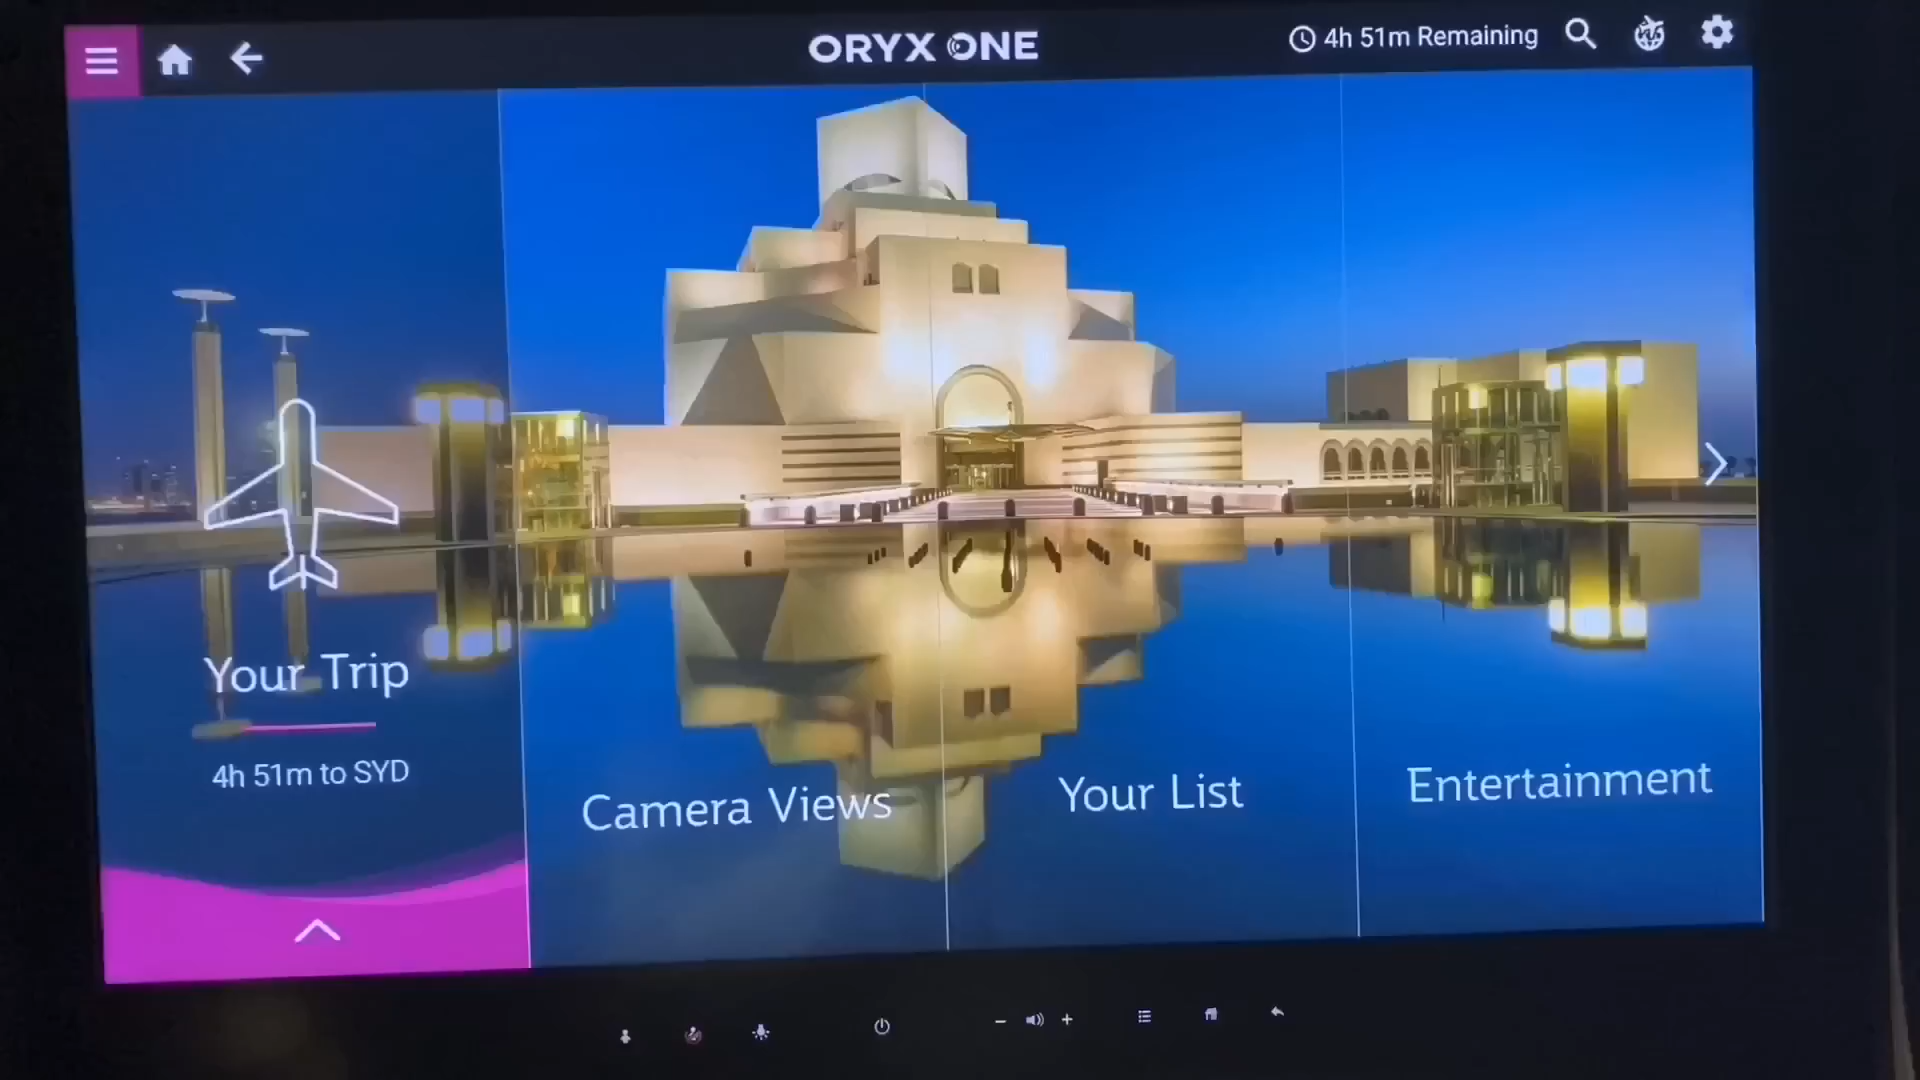 ORYX ONE
4h 51m Remaining
Your Trip
4h 51m to SYD
Camera Views
Your List
Entertainment